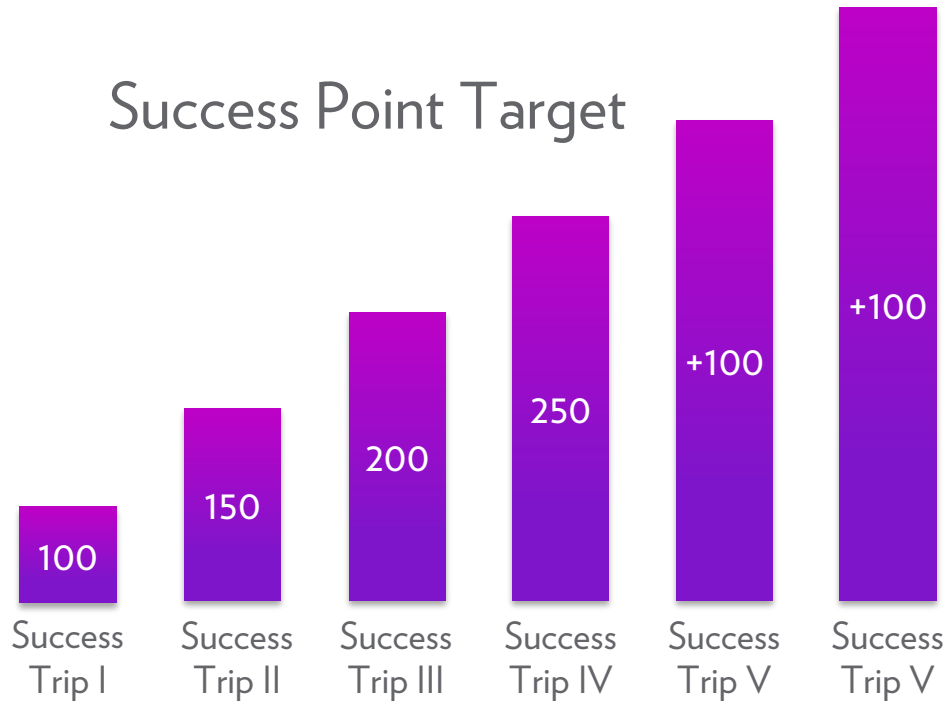 Success Point Target
+100
+100
250
200
150
100
Success
Trip I
Success
Trip II
Success
Trip III
Success
Trip IV
Success
Trip V
Success
Trip V